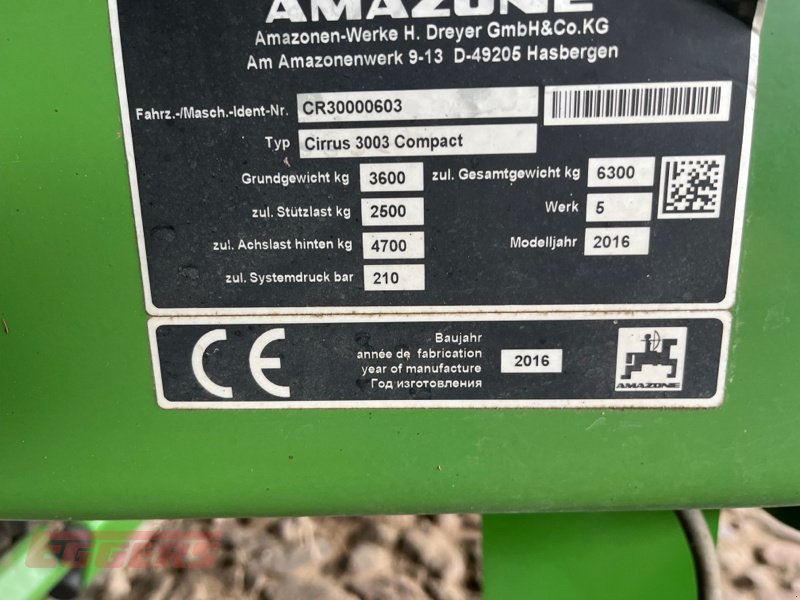 AMAZONE
Amazonen-Werke H. Dreyer GmbH&Co.KG
Am Amazonenwerk 9-13 D-49205 Hasbergen
Fahrz.-/Masch.-Ident-Nr. CR30000603
Typ Cirrus 3003 Compact
Grundgewicht kg 3600 zul. Gesamtgewicht kg 6300
zul. Stützlast kg 2500 Werk 5
zul. Achslast hinten kg 4700 Modelljahr 2016
zul. Systemdruck bar 210
CE
Baujahr
année de fabrication
year of manufacture
Год изготовления
2016
AMAZONE
EGGERS